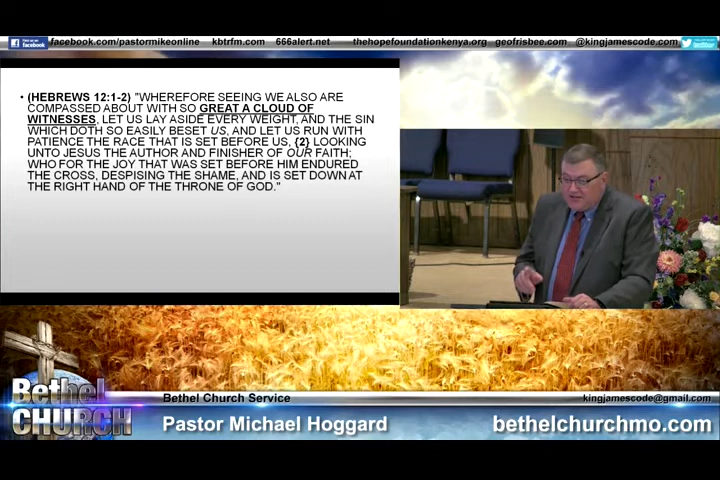 Find us on facebook facebook.com/pastormikeonline kbtrfm.com 666alert.net thehopefoundationkenya.org geofrisbee.com @kingjamescode.com
• (HEBREWS 12:1-2) "WHEREFORE SEEING WE ALSO ARE
COMPASSED ABOUT WITH SO GREAT A CLOUD OF
WITNESSES, LET US LAY ASIDE EVERY WEIGHT, AND THE SIN
WHICH DOTH SO EASILY BESET US, AND LET US RUN WITH
PATIENCE THE RACE THAT IS SET BEFORE US, {2} LOOKING
UNTO JESUS THE AUTHOR AND FINISHER OF OUR FAITH;
WHO FOR THE JOY THAT WAS SET BEFORE HIM ENDURED
THE CROSS, DESPISING THE SHAME, AND IS SET DOWN AT
THE RIGHT HAND OF THE THRONE OF GOD."
Bethel
CHURCH
Bethel Church Service kingjamescode@gmail.com
Pastor Michael Hoggard bethelchurchmo.com